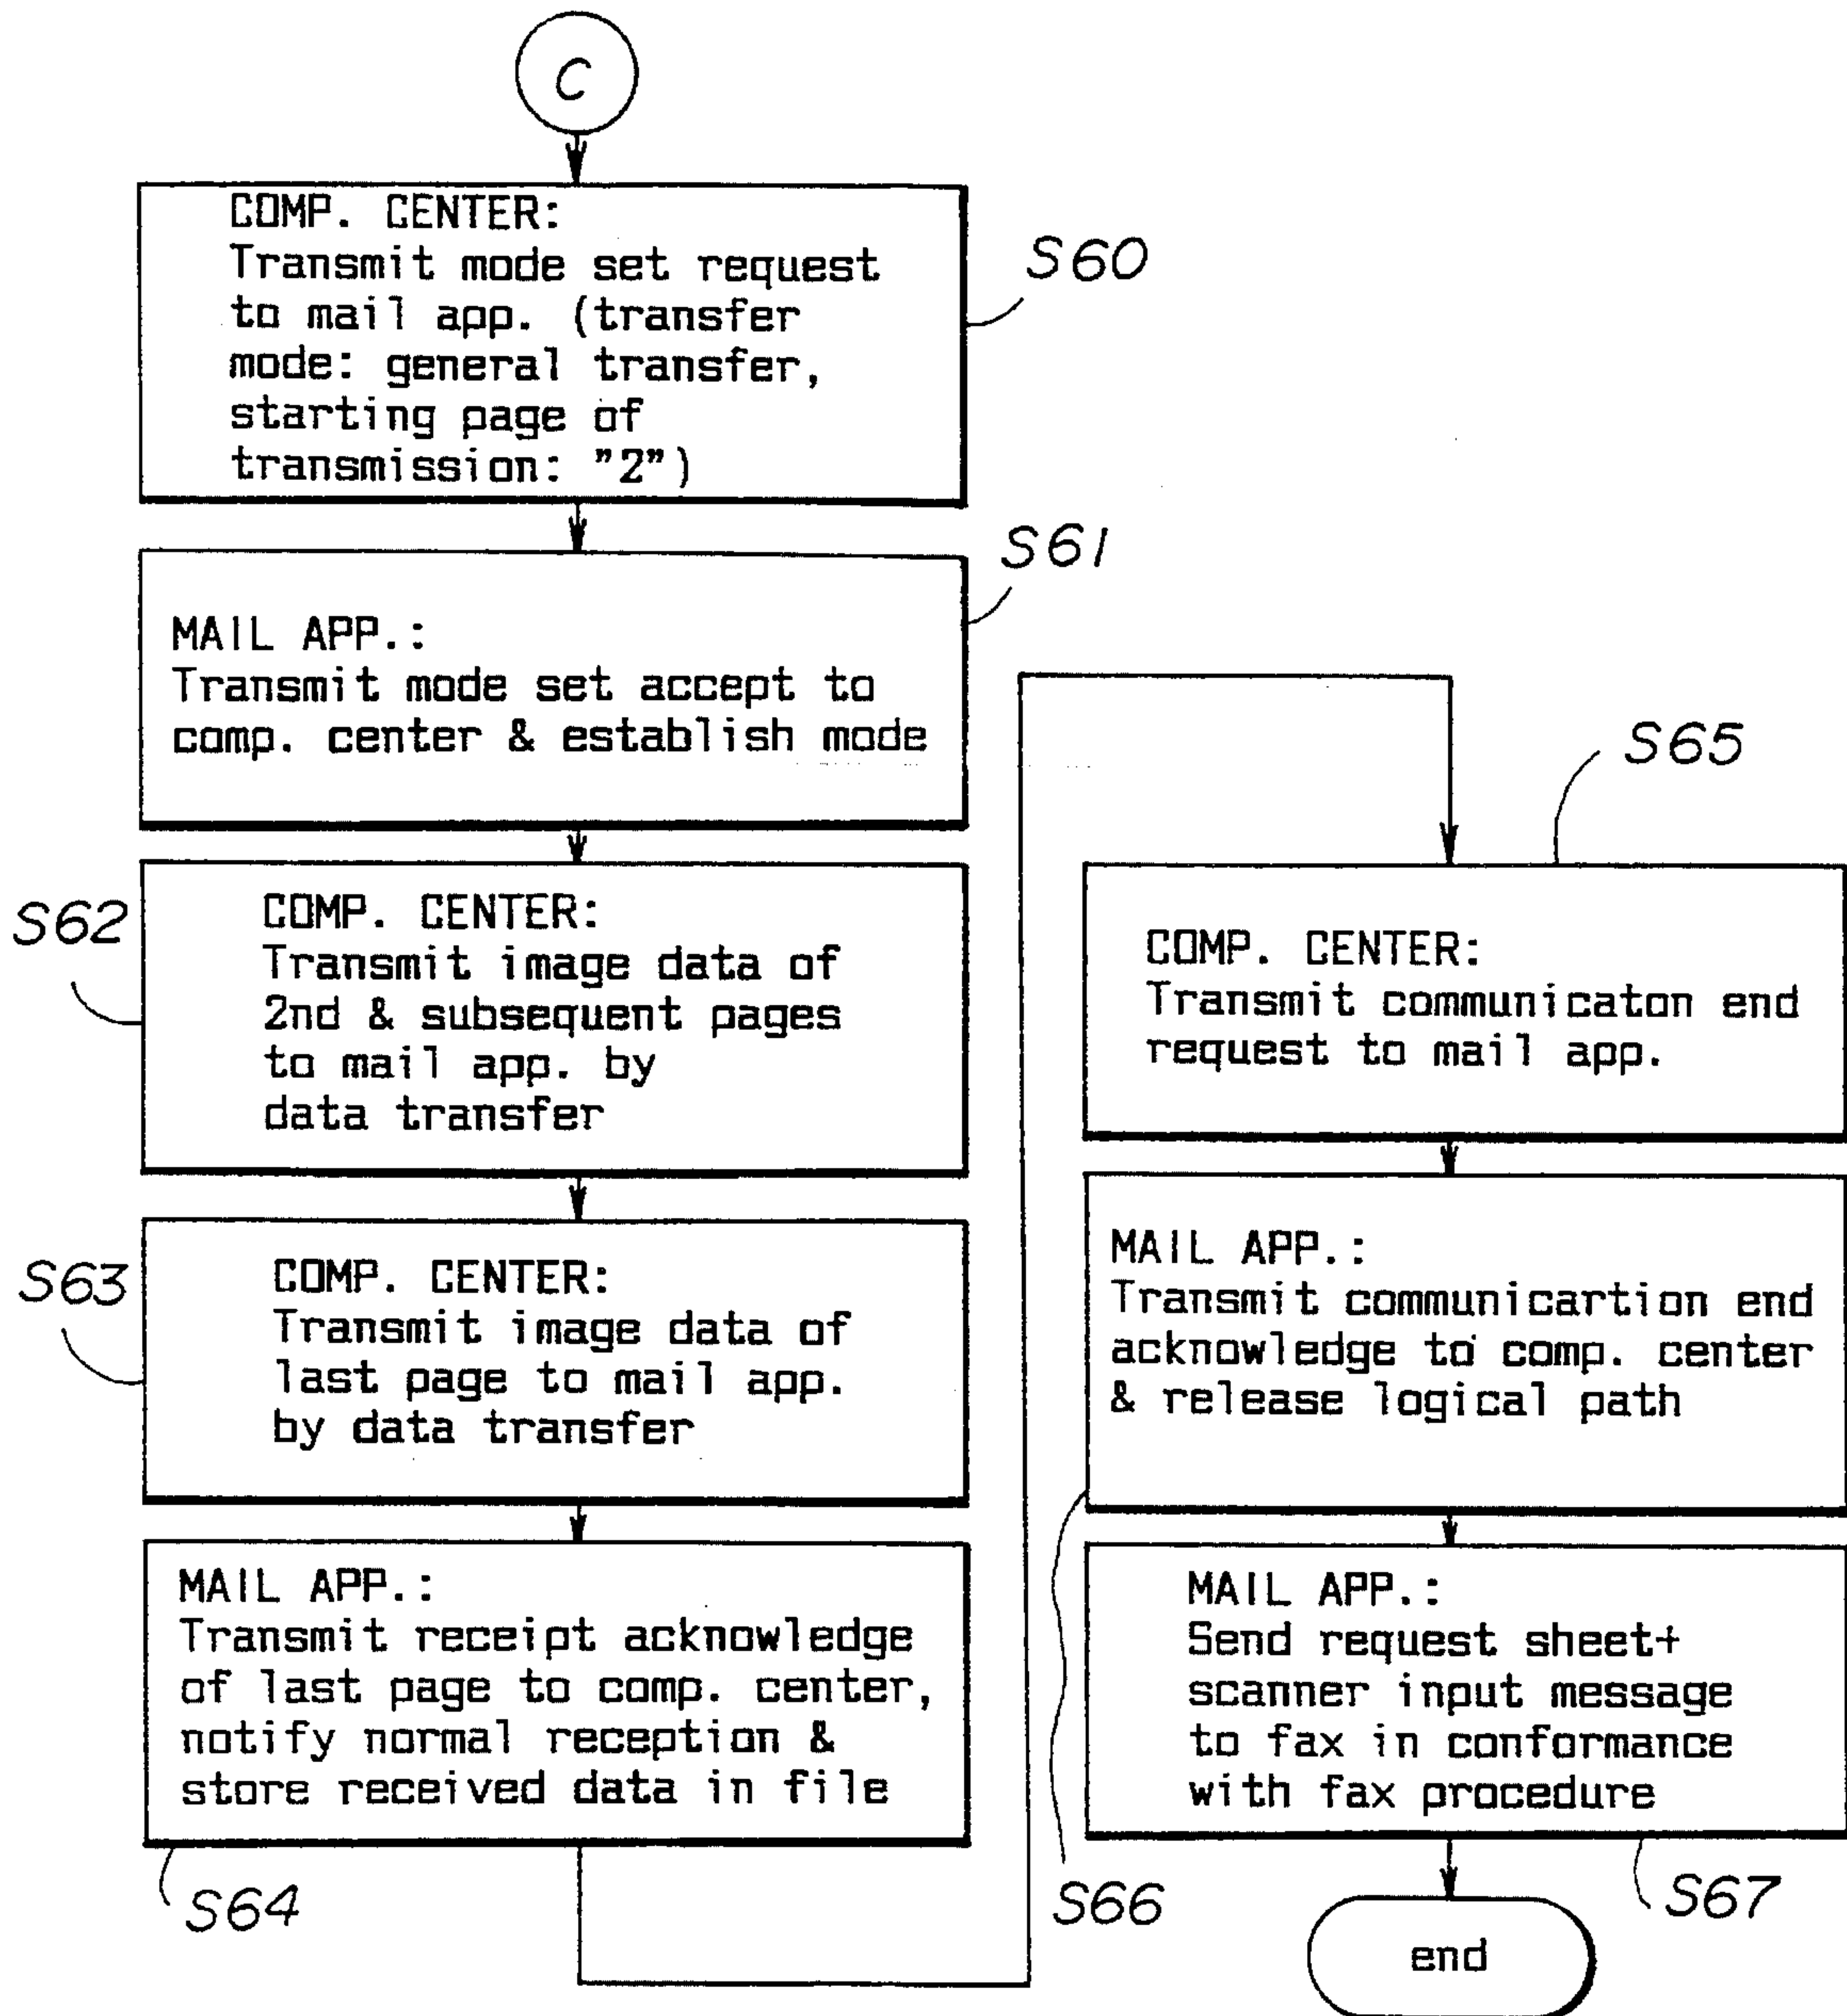 C
COMP. CENTER:
Transmit mode set request
to mail app. (transfer
mode: general transfer,
starting page of
transmission: "2")
S60
MAIL APP.:
Transmit mode set accept to
comp. center & establish mode
S61
COMP. CENTER:
Transmit image data of
2nd & subsequent pages
to mail app. by
data transfer
S62
COMP. CENTER:
Transmit image data of
last page to mail app.
by data transfer
S63
MAIL APP.:
Transmit receipt acknowledge
of last page to comp. center,
notify normal reception &
store received data in file
S64
COMP. CENTER:
Transmit communicaton end
request to mail app.
S65
MAIL APP.:
Transmit communicartion end
acknowledge to comp. center
& release logical path
S66
MAIL APP.:
Send request sheet+
scanner input message
to fax in conformance
with fax procedure
S67
end